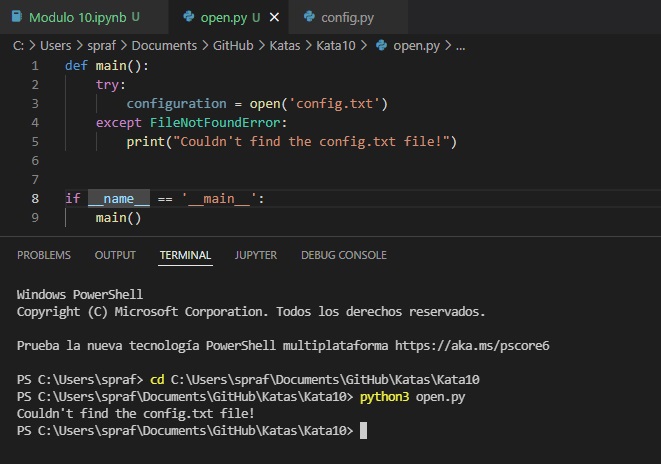 Modulo 10.ipynb U open.py U × config.py
C: > Users > spraf > Documents > GitHub > Katas > Kata10 > open.py > ...
1 def main():
2 try:
3 configuration = open('config.txt')
4 except FileNotFoundError:
5 print("Couldn't find the config.txt file!")
6
7
8 if __name__ == '__main__':
9 main()
PROBLEMS OUTPUT TERMINAL JUPYTER DEBUG CONSOLE
Windows PowerShell
Copyright (C) Microsoft Corporation. Todos los derechos reservados.
Prueba la nueva tecnología PowerShell multiplataforma https://aka.ms/pscore6
PS C:\Users\spraf> cd C:\Users\spraf\Documents\GitHub\Katas\Kata10
PS C:\Users\spraf\Documents\GitHub\Katas\Kata10> python3 open.py
Couldn't find the config.txt file!
PS C:\Users\spraf\Documents\GitHub\Katas\Kata10>